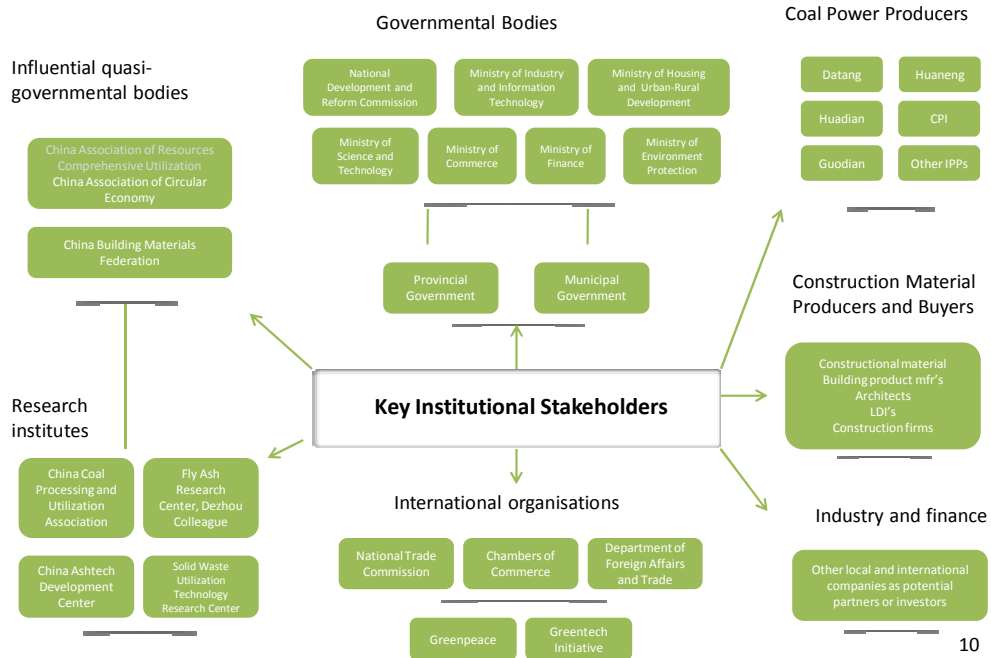 Governmental Bodies
National
Development and
Reform Commission
Ministry of Industry
and Information
Technology
Ministry of Housing
and Urban-Rural
Development
Ministry of
Science and
Technology
Ministry of
Commerce
Ministry of
Finance
Ministry of
Environment
Protection
Provincial
Government
Municipal
Government
Coal Power Producers
Datang
Huaneng
Huadian
CPI
Guodian
Other IPPs
Influential quasi-
governmental bodies
China Association of Resources
Comprehensive Utilization
China Association of Circular
Economy
China Building Materials
Federation
Construction Material
Producers and Buyers
Constructional material
Building product mfr's
Architects
LDI's
Construction firms
Key Institutional Stakeholders
Research
institutes
China Coal
Processing and
Utilization
Association
Fly Ash
Research
Center, Dezhou
Colleague
China Ashtech
Development
Center
Solid Waste
Utilization
Technology
Research Center
International organisations
National Trade
Commission
Chambers of
Commerce
Department of
Foreign Affairs
and Trade
Greenpeace
Greentech
Initiative
Industry and finance
Other local and international
companies as potential
partners or investors
10